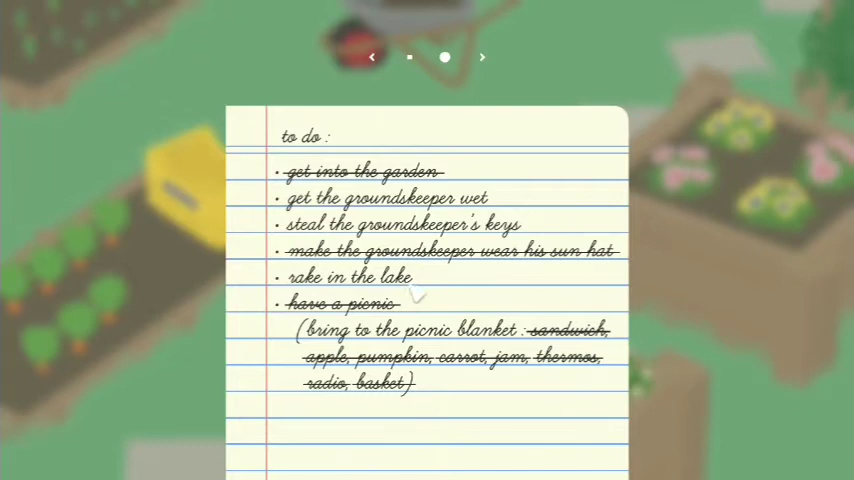 to do :
• get into the garden
• get the groundskeeper wet
• steal the groundskeeper's keys
• make the groundskeeper wear his sun hat
• rake in the lake
• have a picnic
(bring to the picnic blanket : sandwich,
apple, pumpkin, carrot, jam, thermos,
radio, basket)